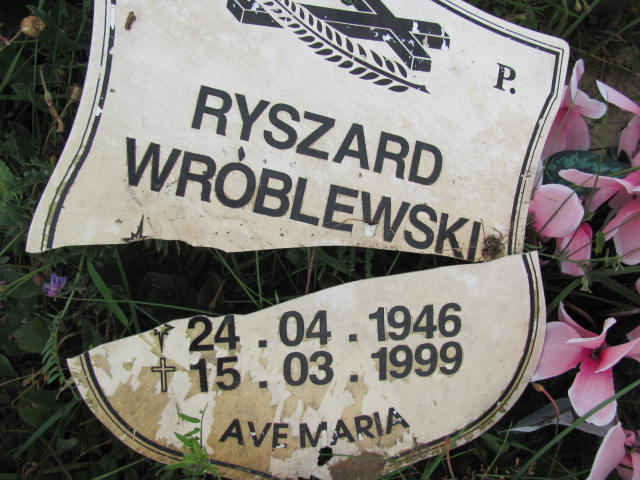 P.
RYSZARD
WRÓBLEWSKI
24.04.1946
15.03.1999
AVE MARIA